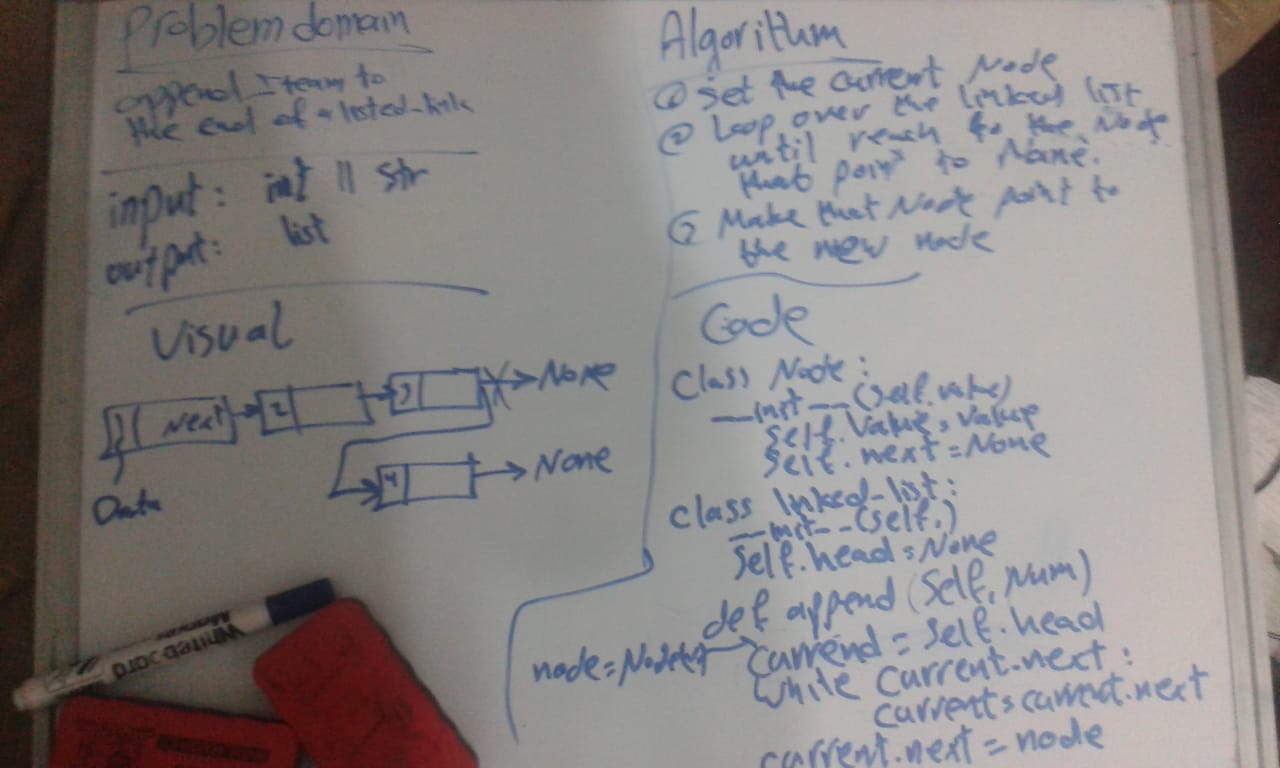 Problem domain
append Iteam to
the end of a listed-link
input: int || str
output: list
Visual
1 Next 2 3 None
4 None
Data
Whiteboard
Marker
Algorithm
① set the current Node
② Loop over the linked list
until reach to the Node
that point to None.
Make that Node point to
the new node
Code
Class Node:
__init__(self.value)
Self.Value = Value
Self.next = None
Class linked-list:
__init__(self.)
Self.head = None
def append (Self, Num)
node = Node
Currend = Self.head
While Current.next:
current = current.next
current.next = node